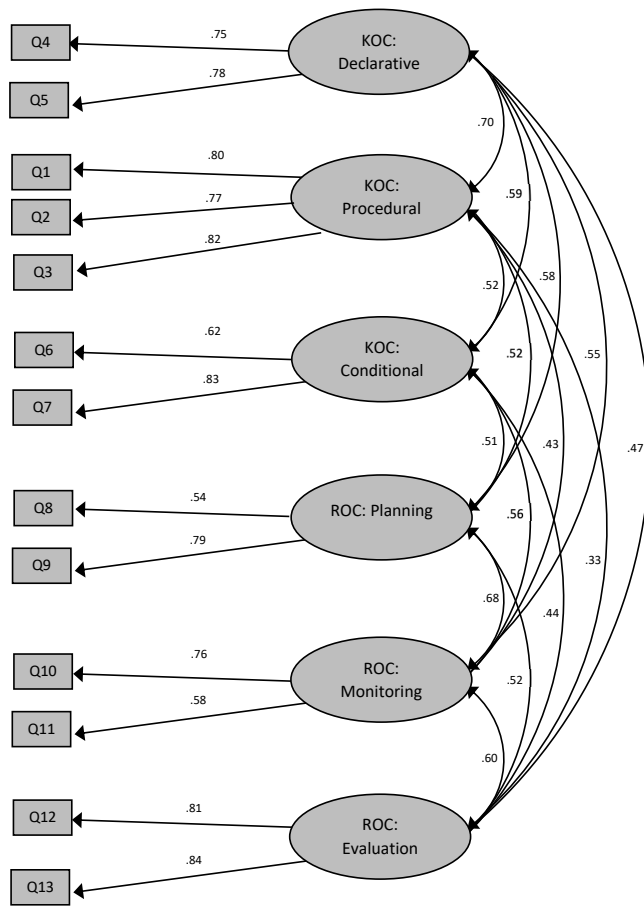 Q4
.75
KOC:
Declarative
Q5
.78
.70
Q1
.80
KOC:
Procedural
Q2
.77
.59
Q3
.82
.58
.52
Q6
.62
KOC:
Conditional
.52
.55
Q7
.83
.51
.43
.47
Q8
.54
ROC: Planning
.56
Q9
.79
.33
.68
.44
Q10
.76
ROC:
Monitoring
.52
Q11
.58
.60
Q12
.81
ROC:
Evaluation
Q13
.84